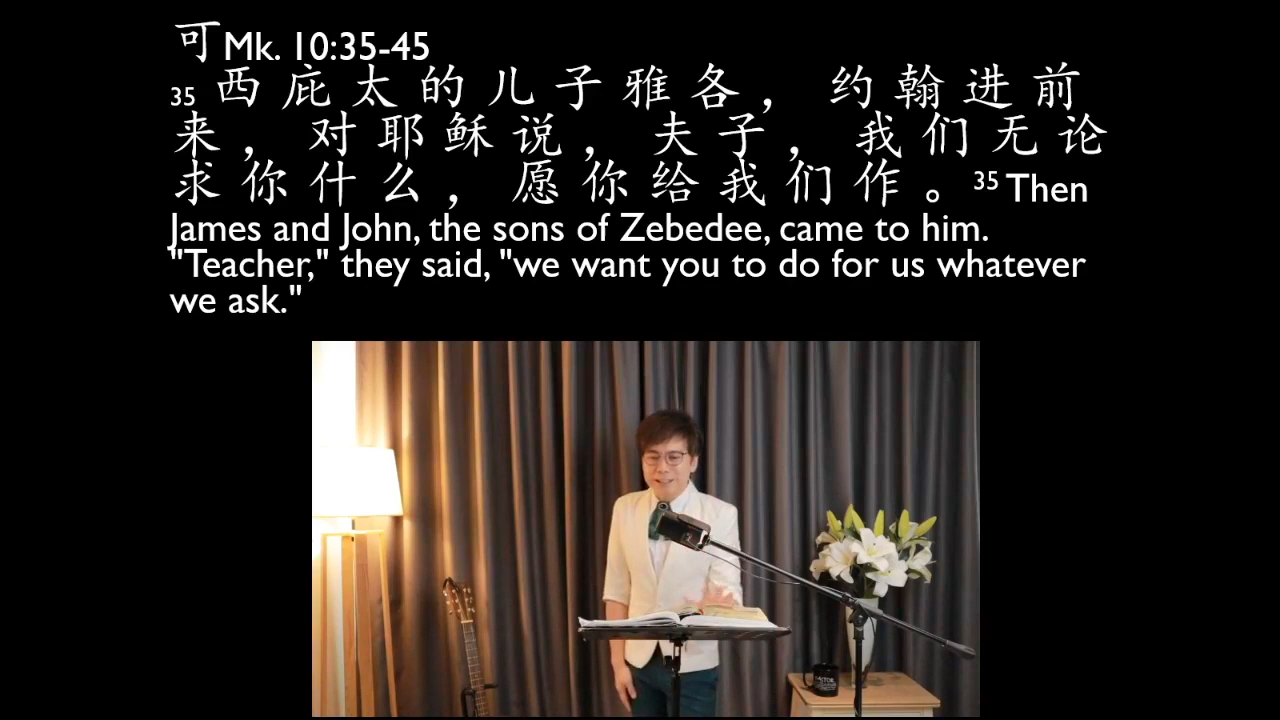 可Mk. 10:35-45
35 西庇太的儿子雅各，约翰进前
来，对耶稣说，夫子，我们无论
求你什么，愿你给我们作。35 Then
James and John, the sons of Zebedee, came to him.
"Teacher," they said, "we want you to do for us whatever
we ask."